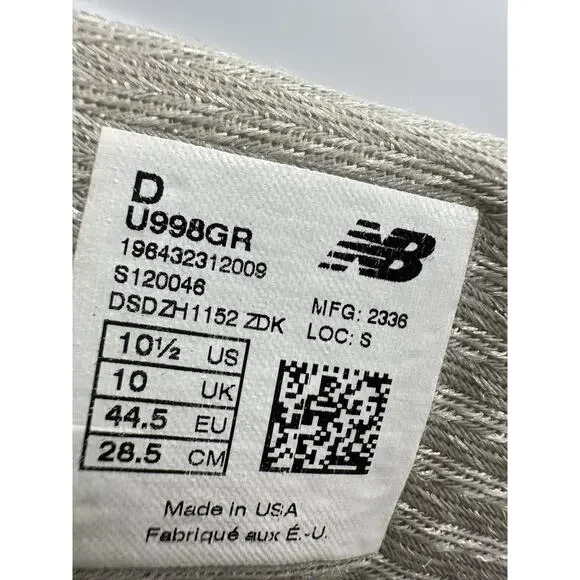 D
U998GR
196432312009
S120046
DSDZH1152 ZDK
NB
MFG: 2336
LOC: S
10½ US
10 UK
44.5 EU
28.5 CM
Made in USA
Fabriqué aux É.-U.